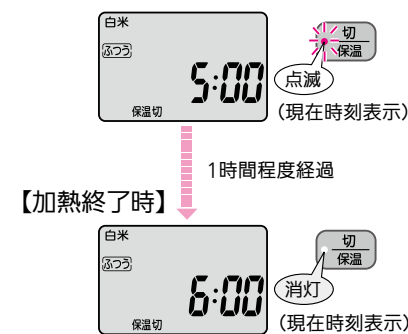 白米
ふつう
5:00
保温切
切
保温
点滅
(現在時刻表示)
1時間程度経過
【加熱終了時】
白米
ふつう
6:00
保温切
切
保温
消灯
(現在時刻表示)